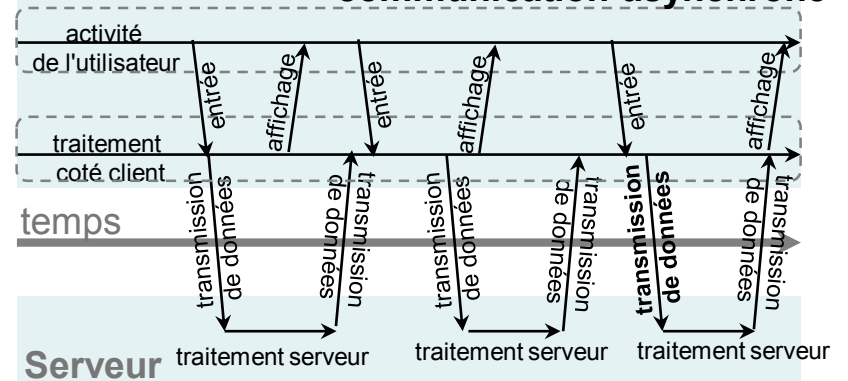 communication asynchrone
activité
de l'utilisateur
entrée
affichage
entrée
affichage
entrée
affichage
traitement
coté client
transmission
de données
transmission
de données
transmission
de données
transmission
de données
transmission
de données
transmission
de données
temps
Serveur
traitement serveur
traitement serveur
traitement serveur